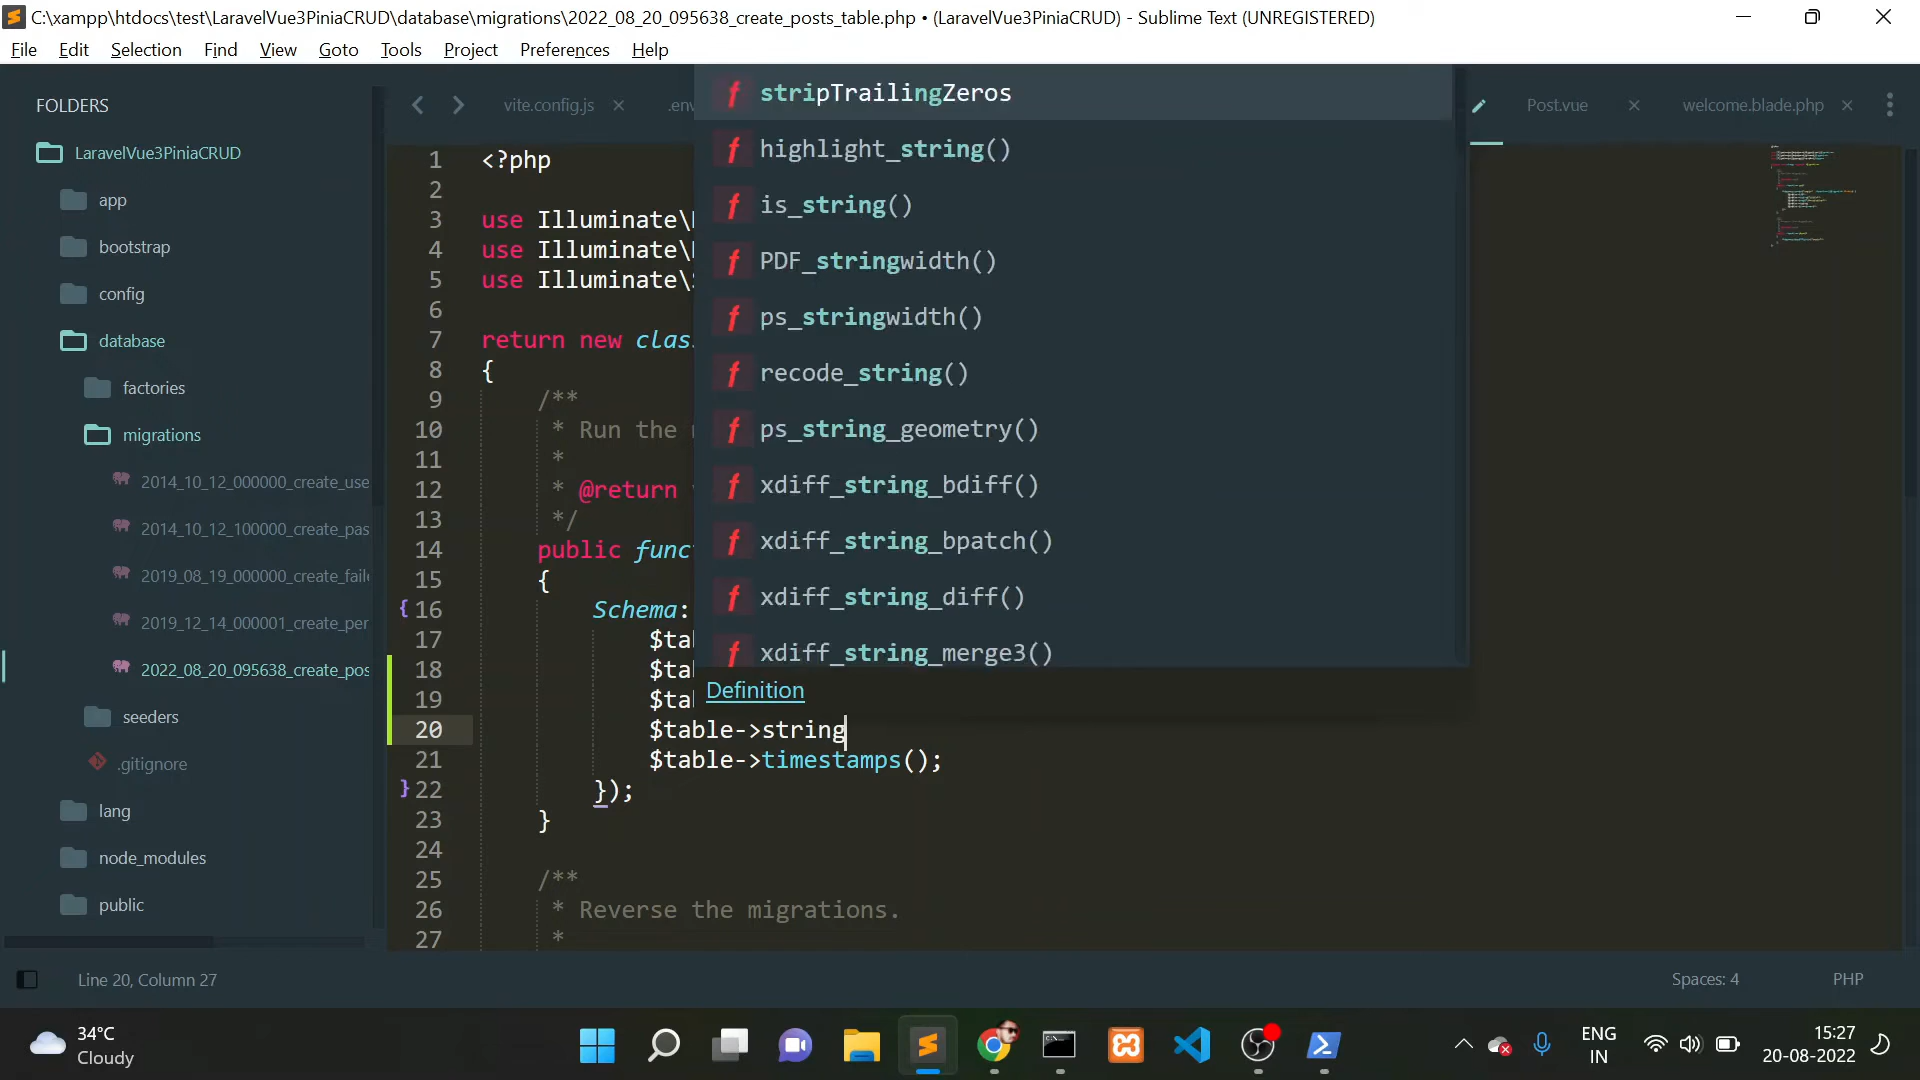 C:\xampp\htdocs\test\LaravelVue3PiniaCRUD\database\migrations\2022_08_20_095638_create_posts_table.php • (LaravelVue3PiniaCRUD) - Sublime Text (UNREGISTERED)
File Edit Selection Find View Goto Tools Project Preferences Help
FOLDERS
LaravelVue3PiniaCRUD
app
bootstrap
config
database
factories
migrations
2014_10_12_000000_create_use
2014_10_12_100000_create_pas
2019_08_19_000000_create_faile
2019_12_14_000001_create_per
2022_08_20_095638_create_pos
seeders
.gitignore
lang
node_modules
public
vite.config.js × .env Post.vue × welcome.blade.php ×
1 <?php
2
3 use Illuminate\
4 use Illuminate\
5 use Illuminate\
6
7 return new clas
8 {
9 /**
10 * Run the
11 *
12 * @return
13 */
14 public func
15 {
{ 16 Schema:
17 $ta
18 $ta
19 $ta
20 $table->string
21 $table->timestamps();
} 22 });
23 }
24
25 /**
26 * Reverse the migrations.
27 *
f stripTrailingZeros
f highlight_string()
f is_string()
f PDF_stringwidth()
f ps_stringwidth()
f recode_string()
f ps_string_geometry()
f xdiff_string_bdiff()
f xdiff_string_bpatch()
f xdiff_string_diff()
f xdiff_string_merge3()
Definition
Line 20, Column 27
Spaces: 4
PHP
34°C
Cloudy
ENG
IN
15:27
20-08-2022